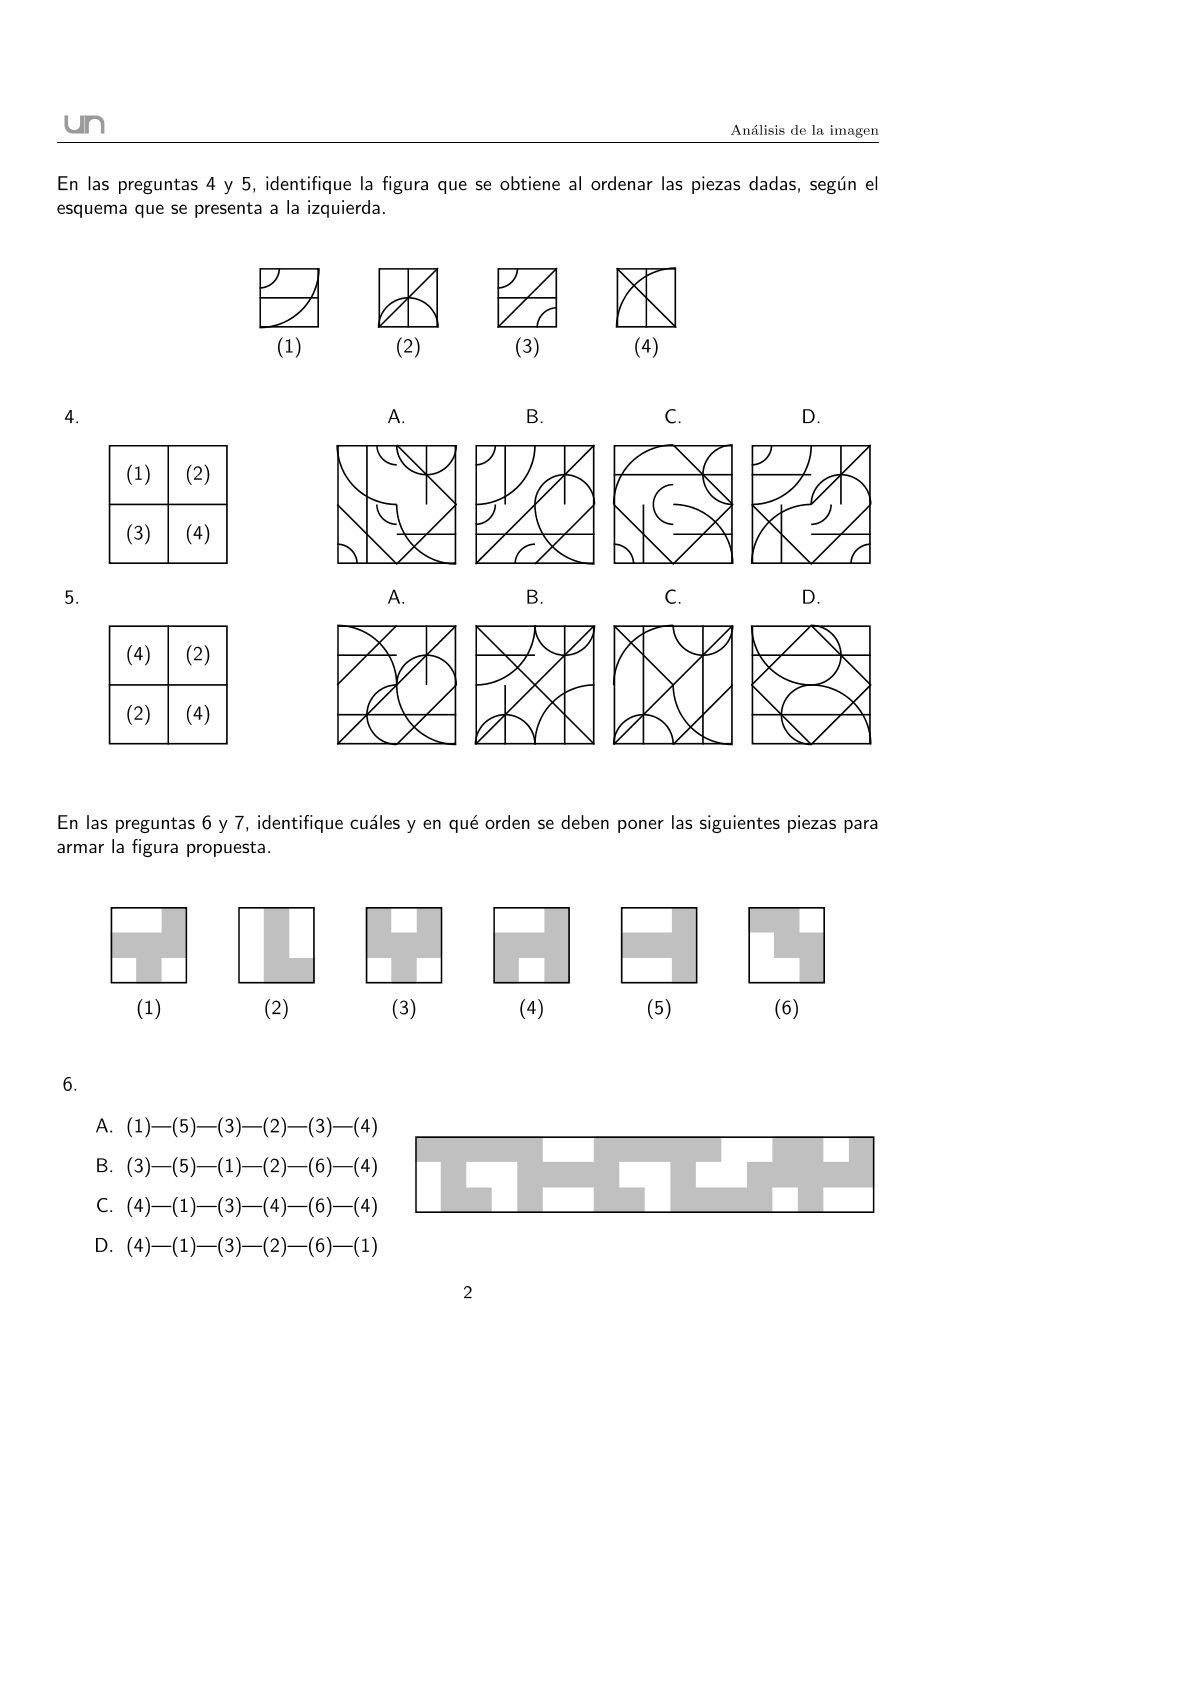 un
Análisis de la imagen
En las preguntas 4 y 5, identifique la figura que se obtiene al ordenar las piezas dadas, según el
esquema que se presenta a la izquierda.
(1) (2) (3) (4)
4. A. B. C. D.
(1) (2)
(3) (4)
5. A. B. C. D.
(4) (2)
(2) (4)
En las preguntas 6 y 7, identifique cuáles y en qué orden se deben poner las siguientes piezas para
armar la figura propuesta.
(1) (2) (3) (4) (5) (6)
6.
A. (1)—(5)—(3)—(2)—(3)—(4)
B. (3)—(5)—(1)—(2)—(6)—(4)
C. (4)—(1)—(3)—(4)—(6)—(4)
D. (4)—(1)—(3)—(2)—(6)—(1)
2